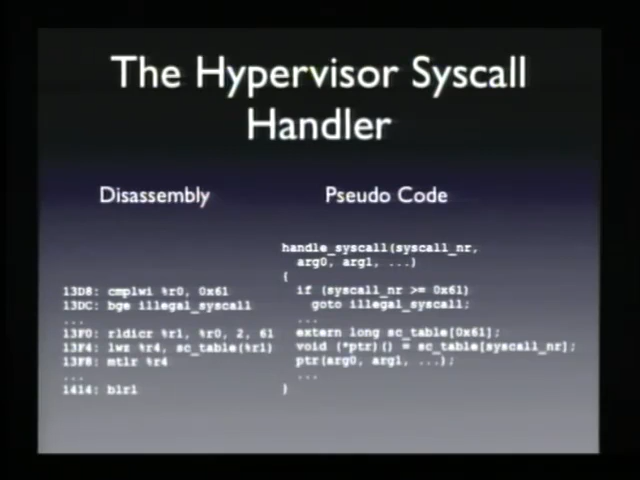 The Hypervisor Syscall
Handler
Disassembly
13D8: cmplwi %r0, 0x61
13DC: bge illegal_syscall
...
13F0: rldicr %r1, %r0, 2, 61
13F4: lwz %r4, sc_table(%r1)
13F8: mtlr %r4
...
1414: blrl
Pseudo Code
handle_syscall(syscall_nr,
arg0, arg1, ...)
{
if (syscall_nr >= 0x61)
goto illegal_syscall;
...
extern long sc_table[0x61];
void (*ptr)() = sc_table[syscall_nr];
ptr(arg0, arg1, ...);
...
}